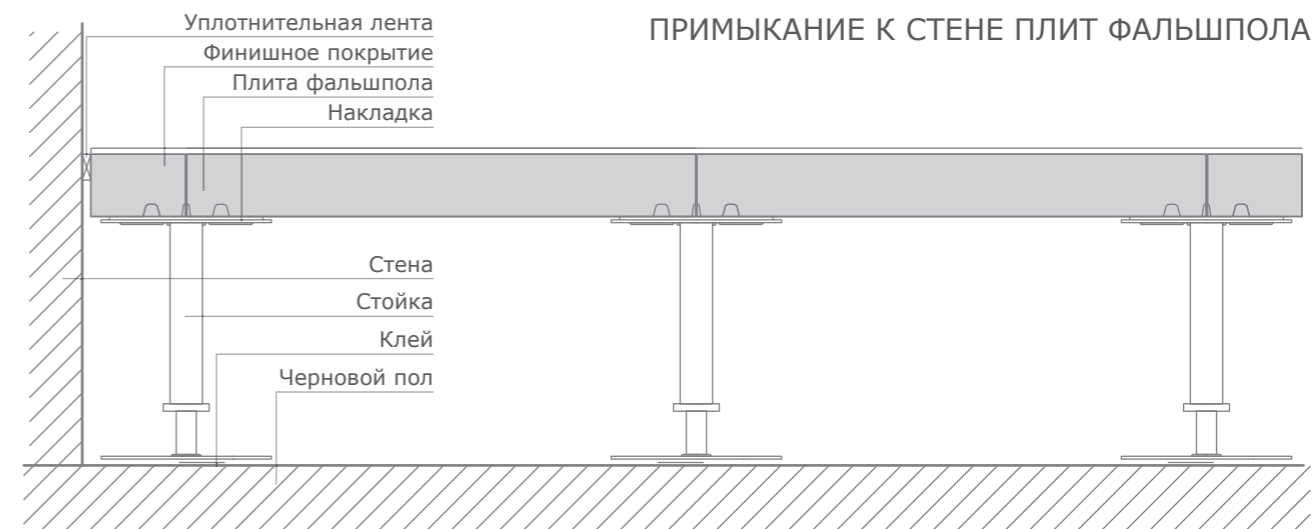 ПРИМЫКАНИЕ К СТЕНЕ ПЛИТ ФАЛЬШПОЛА
Уплотнительная лента
Финишное покрытие
Плита фальшпола
Накладка
Стена
Стойка
Клей
Черновой пол